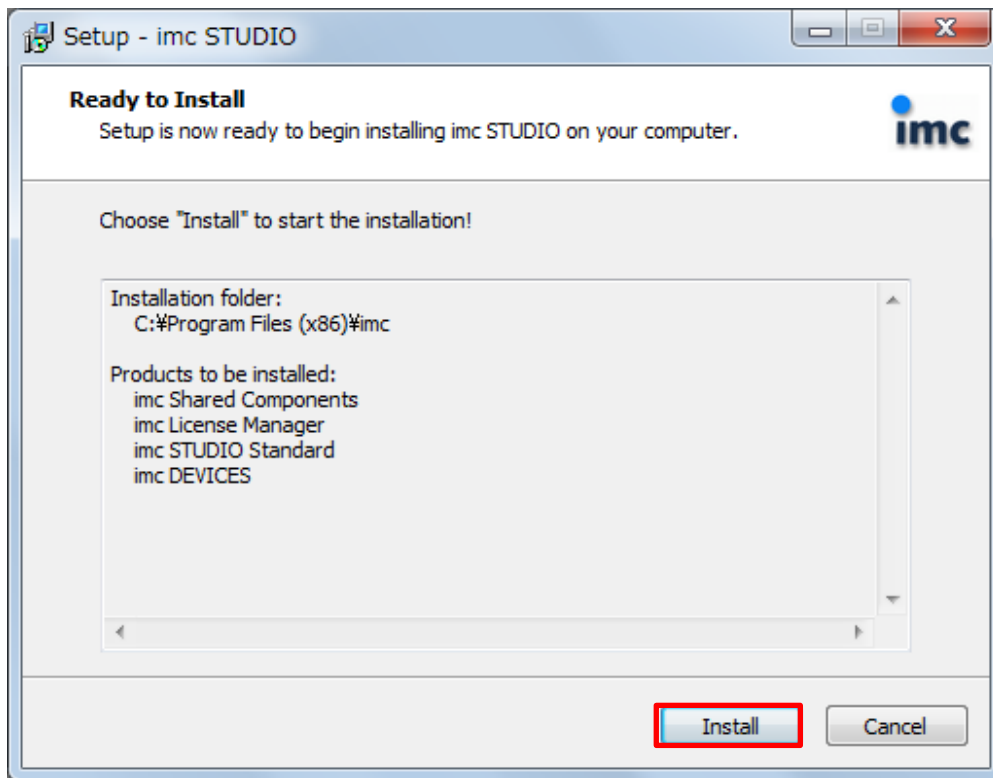 Setup - imc STUDIO
Ready to Install
Setup is now ready to begin installing imc STUDIO on your computer.
imc
Choose "Install" to start the installation!
Installation folder:
C:¥Program Files (x86)¥imc
Products to be installed:
imc Shared Components
imc License Manager
imc STUDIO Standard
imc DEVICES
Install
Cancel